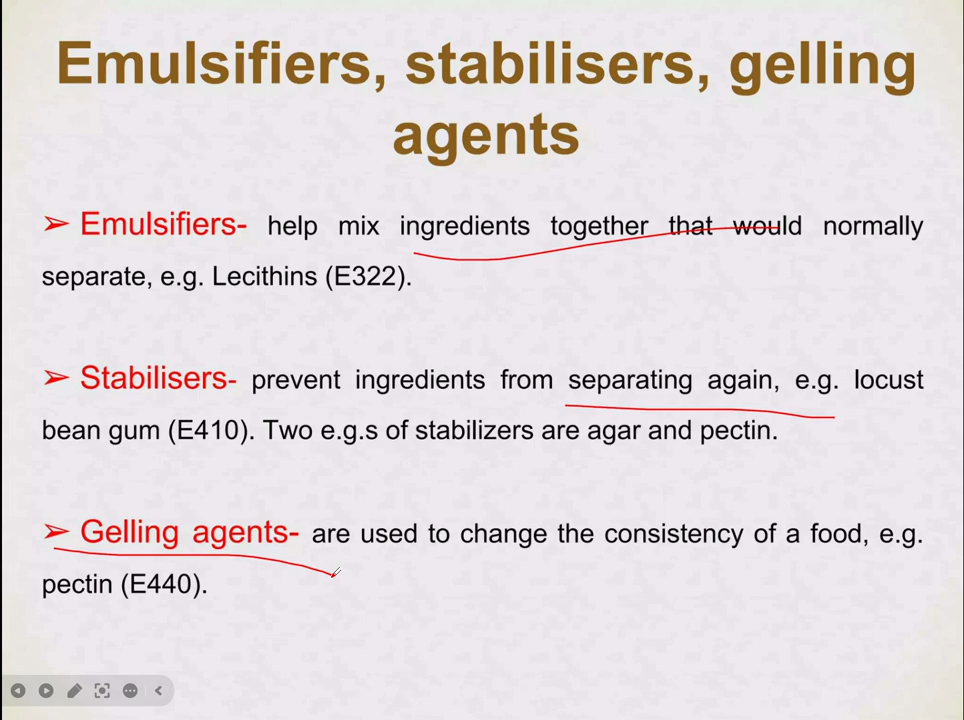 Emulsifiers, stabilisers, gelling
agents
➢ Emulsifiers- help mix ingredients together that would normally
separate, e.g. Lecithins (E322).
➢ Stabilisers- prevent ingredients from separating again, e.g. locust
bean gum (E410). Two e.g.s of stabilizers are agar and pectin.
➢ Gelling agents- are used to change the consistency of a food, e.g.
pectin (E440).